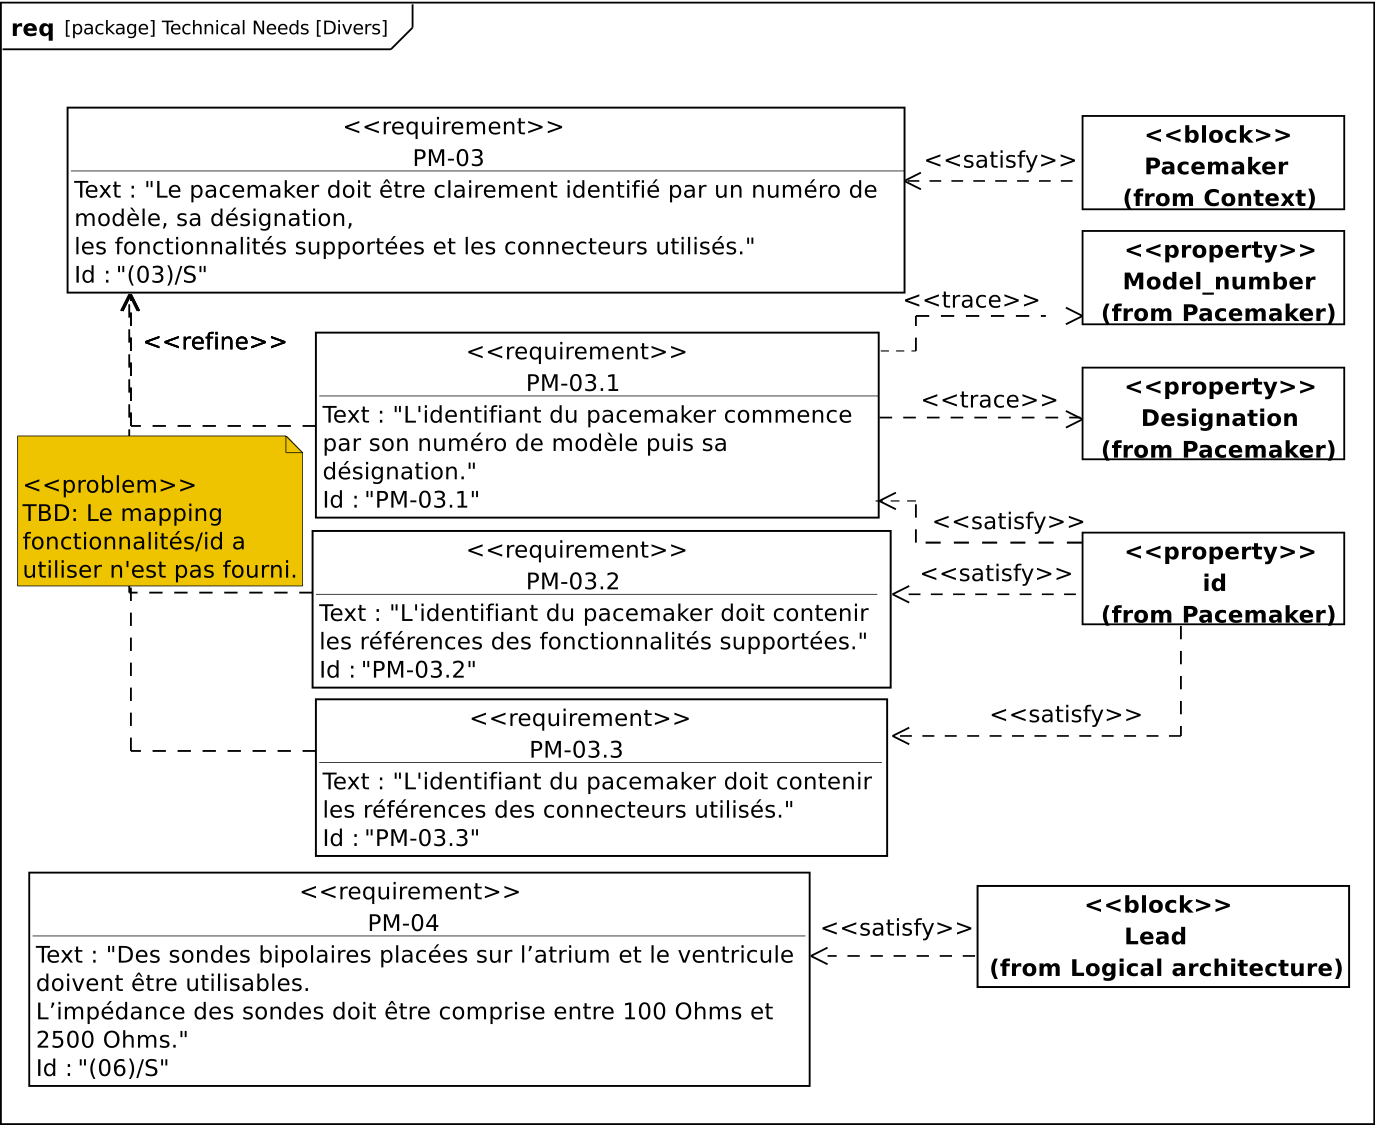 req [package] Technical Needs [Divers]
<<requirement>>
PM-03
Text : "Le pacemaker doit être clairement identifié par un numéro de
modèle, sa désignation,
les fonctionnalités supportées et les connecteurs utilisés."
Id : "(03)/S"
<<satisfy>>
<<block>>
Pacemaker
(from Context)
<<refine>>
<<trace>>
<<property>>
Model_number
(from Pacemaker)
<<requirement>>
PM-03.1
Text : "L'identifiant du pacemaker commence
par son numéro de modèle puis sa
désignation."
Id : "PM-03.1"
<<trace>>
<<property>>
Designation
(from Pacemaker)
<<problem>>
TBD: Le mapping
fonctionnalités/id a
utiliser n'est pas fourni.
<<satisfy>>
<<requirement>>
PM-03.2
Text : "L'identifiant du pacemaker doit contenir
les références des fonctionnalités supportées."
Id : "PM-03.2"
<<satisfy>>
<<property>>
id
(from Pacemaker)
<<requirement>>
PM-03.3
Text : "L'identifiant du pacemaker doit contenir
les références des connecteurs utilisés."
Id : "PM-03.3"
<<satisfy>>
<<requirement>>
PM-04
Text : "Des sondes bipolaires placées sur l’atrium et le ventricule
doivent être utilisables.
L’impédance des sondes doit être comprise entre 100 Ohms et
2500 Ohms."
Id : "(06)/S"
<<satisfy>>
<<block>>
Lead
(from Logical architecture)